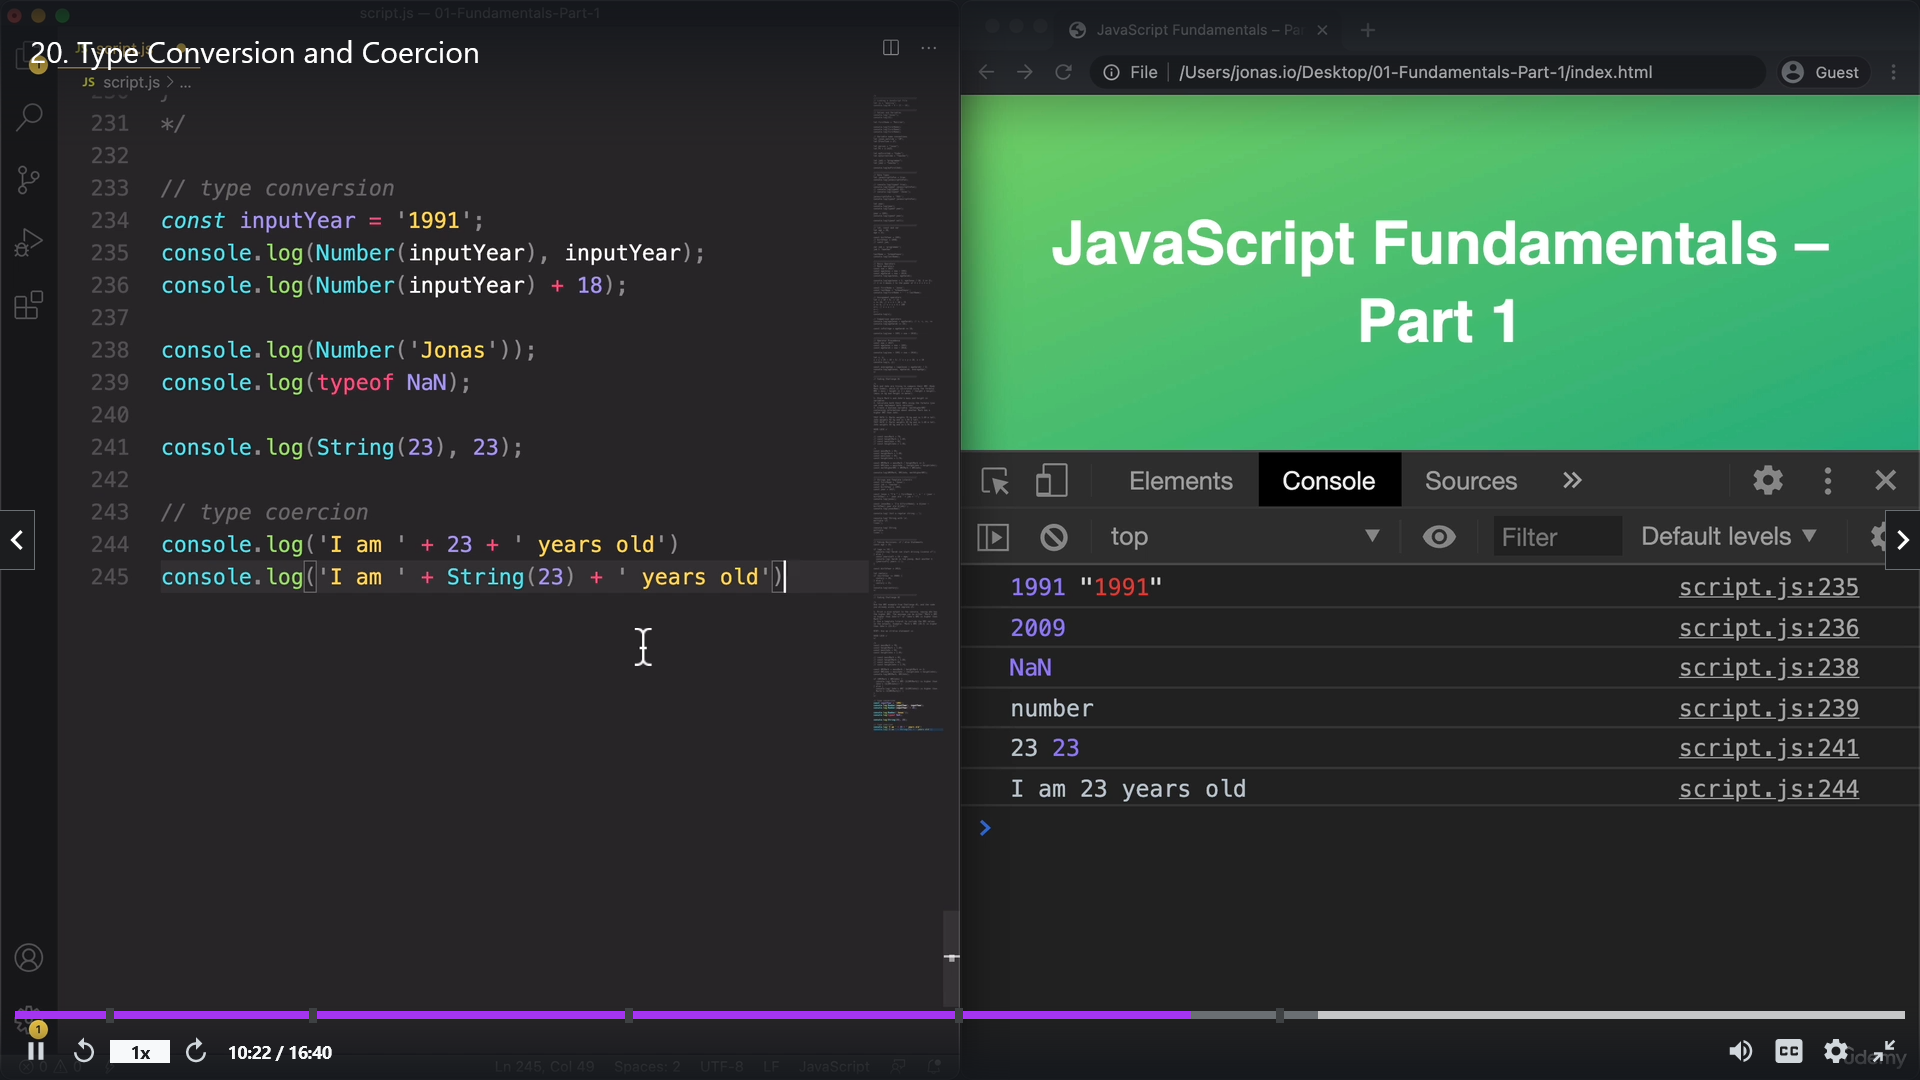 script.js — 01-Fundamentals-Part-1
20. Type Conversion and Coercion
JS script.js > ...
231 */
232
233 // type conversion
234 const inputYear = '1991';
235 console.log(Number(inputYear), inputYear);
236 console.log(Number(inputYear) + 18);
237
238 console.log(Number('Jonas'));
239 console.log(typeof NaN);
240
241 console.log(String(23), 23);
242
243 // type coercion
244 console.log('I am ' + 23 + ' years old')
245 console.log('I am ' + String(23) + ' years old')
JavaScript Fundamentals – Pa
File /Users/jonas.io/Desktop/01-Fundamentals-Part-1/index.html Guest
JavaScript Fundamentals –
Part 1
Elements Console Sources »
top Filter Default levels
1991 "1991" script.js:235
2009 script.js:236
NaN script.js:238
number script.js:239
23 23 script.js:241
I am 23 years old script.js:244
>
1
1x 10:22 / 16:40 CC
Ln 245, Col 49 Spaces: 2 UTF-8 LF JavaScript
udemy